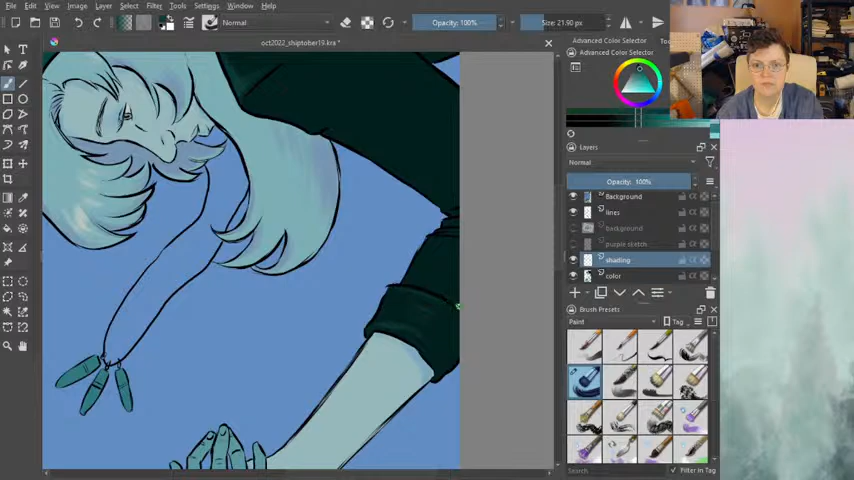 File Edit View Image Layer Select Filter Tools Settings Window Help
Normal
Opacity: 100%
Size: 21.90 px
oct2022_shiptober19.kra *
Advanced Color Selector
Advanced Color Selector
Layers
Normal
Opacity: 100%
Background
lines
Background
purple sketch
shading
color
Brush Presets
Paint
Tag
Search
Filter in Tag